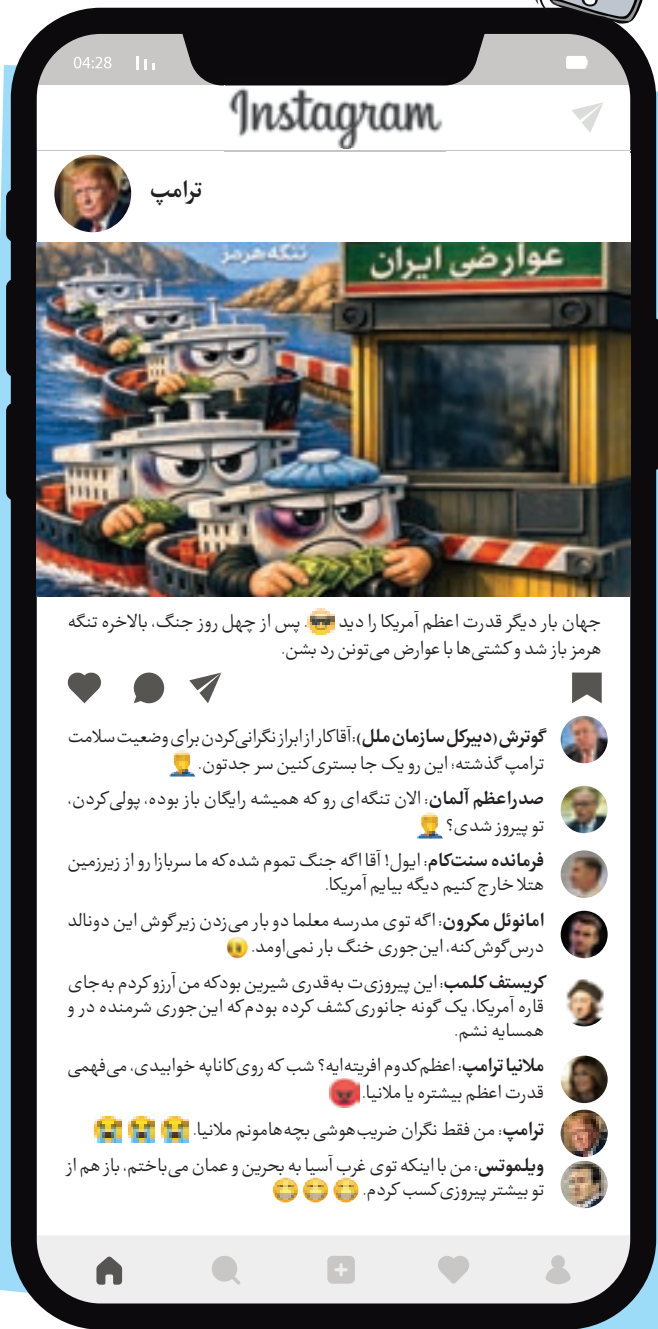 04:28
Instagram
ترامپ
تنگه هرمز
عوارضی ایران
جهان بار دیگر قدرت اعظم آمریکا را دید 😎. پس از چهل روز جنگ، بالاخره تنگه
هرمز باز شد و کشتی‌ها با عوارض می‌تونن رد بشن.
گوترش (دبیرکل سازمان ملل): آقا کار از ابراز نگرانی کردن برای وضعیت سلامت
ترامپ گذشته؛ این رو یک جا بستری کنین سر جدتون. 🤦
صدراعظم آلمان: الان تنگه‌ای رو که همیشه رایگان باز بوده، پولی کردن،
تو پیروز شدی؟ 🤦
فرمانده سنت‌کام: ایول! آقا اگه جنگ تموم شده که ما سربازا رو از زیرزمین
هتلا خارج کنیم دیگه بیایم آمریکا.
امانوئل مکرون: اگه توی مدرسه معلما دو بار می‌زدن زیر گوش این دونالد
درس گوش کنه، این‌جوری خنگ بار نمی‌اومد. 🤕
کریستف کلمب: این پیروزی‌ت به‌قدری شیرین بود که من آرزو کردم به‌جای
قاره آمریکا، یک گونه جانوری کشف کرده بودم که این‌جوری شرمنده در و
همسایه نشم.
ملانیا ترامپ: اعظم کدوم افریته‌ایه؟ شب که روی کاناپه خوابیدی، می‌فهمی
قدرت اعظم بیشتره یا ملانیا. 😡
ترامپ: من فقط نگران ضریب هوشی بچه‌هامونم ملانیا. 😭😭😭
ویلموتس: من با اینکه توی غرب آسیا به بحرین و عمان می‌باختم، باز هم از
تو بیشتر پیروزی کسب کردم. 😁😁😁